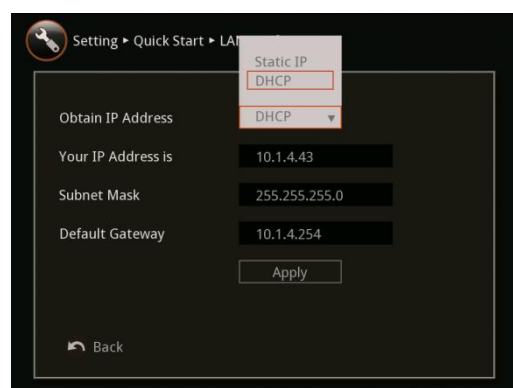 Setting ▸ Quick Start ▸
Static IP
DHCP
Obtain IP Address DHCP ▼
Your IP Address is 10.1.4.43
Subnet Mask 255.255.255.0
Default Gateway 10.1.4.254
Apply
Back